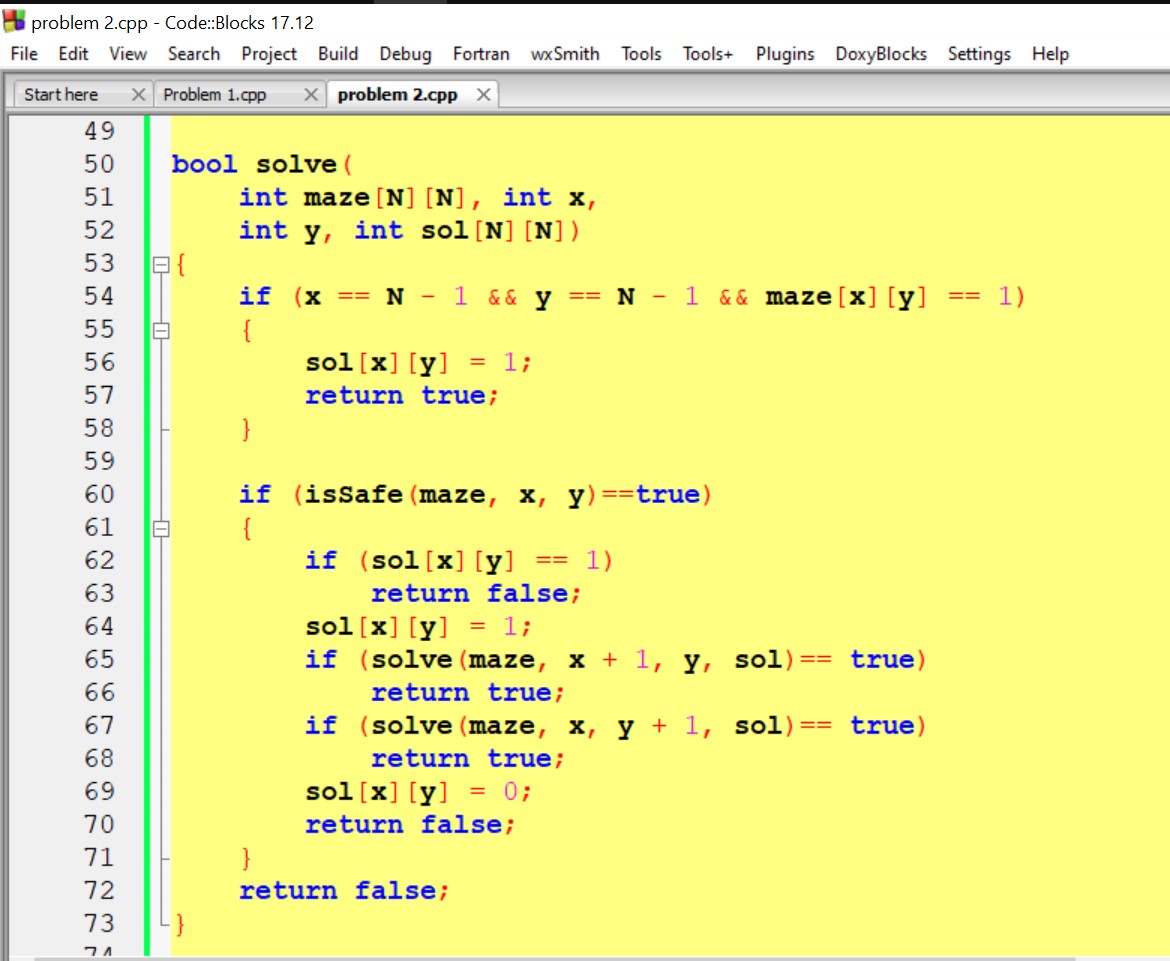 problem 2.cpp - Code::Blocks 17.12
File Edit View Search Project Build Debug Fortran wxSmith Tools Tools+ Plugins DoxyBlocks Settings Help
Start here Problem 1.cpp problem 2.cpp
49
50 bool solve(
51     int maze[N][N], int x,
52     int y, int sol[N][N])
53 {
54     if (x == N - 1 && y == N - 1 && maze[x][y] == 1)
55     {
56         sol[x][y] = 1;
57         return true;
58     }
59
60     if (isSafe(maze, x, y)==true)
61     {
62         if (sol[x][y] == 1)
63             return false;
64         sol[x][y] = 1;
65         if (solve(maze, x + 1, y, sol)== true)
66             return true;
67         if (solve(maze, x, y + 1, sol)== true)
68             return true;
69         sol[x][y] = 0;
70         return false;
71     }
72     return false;
73 }
74